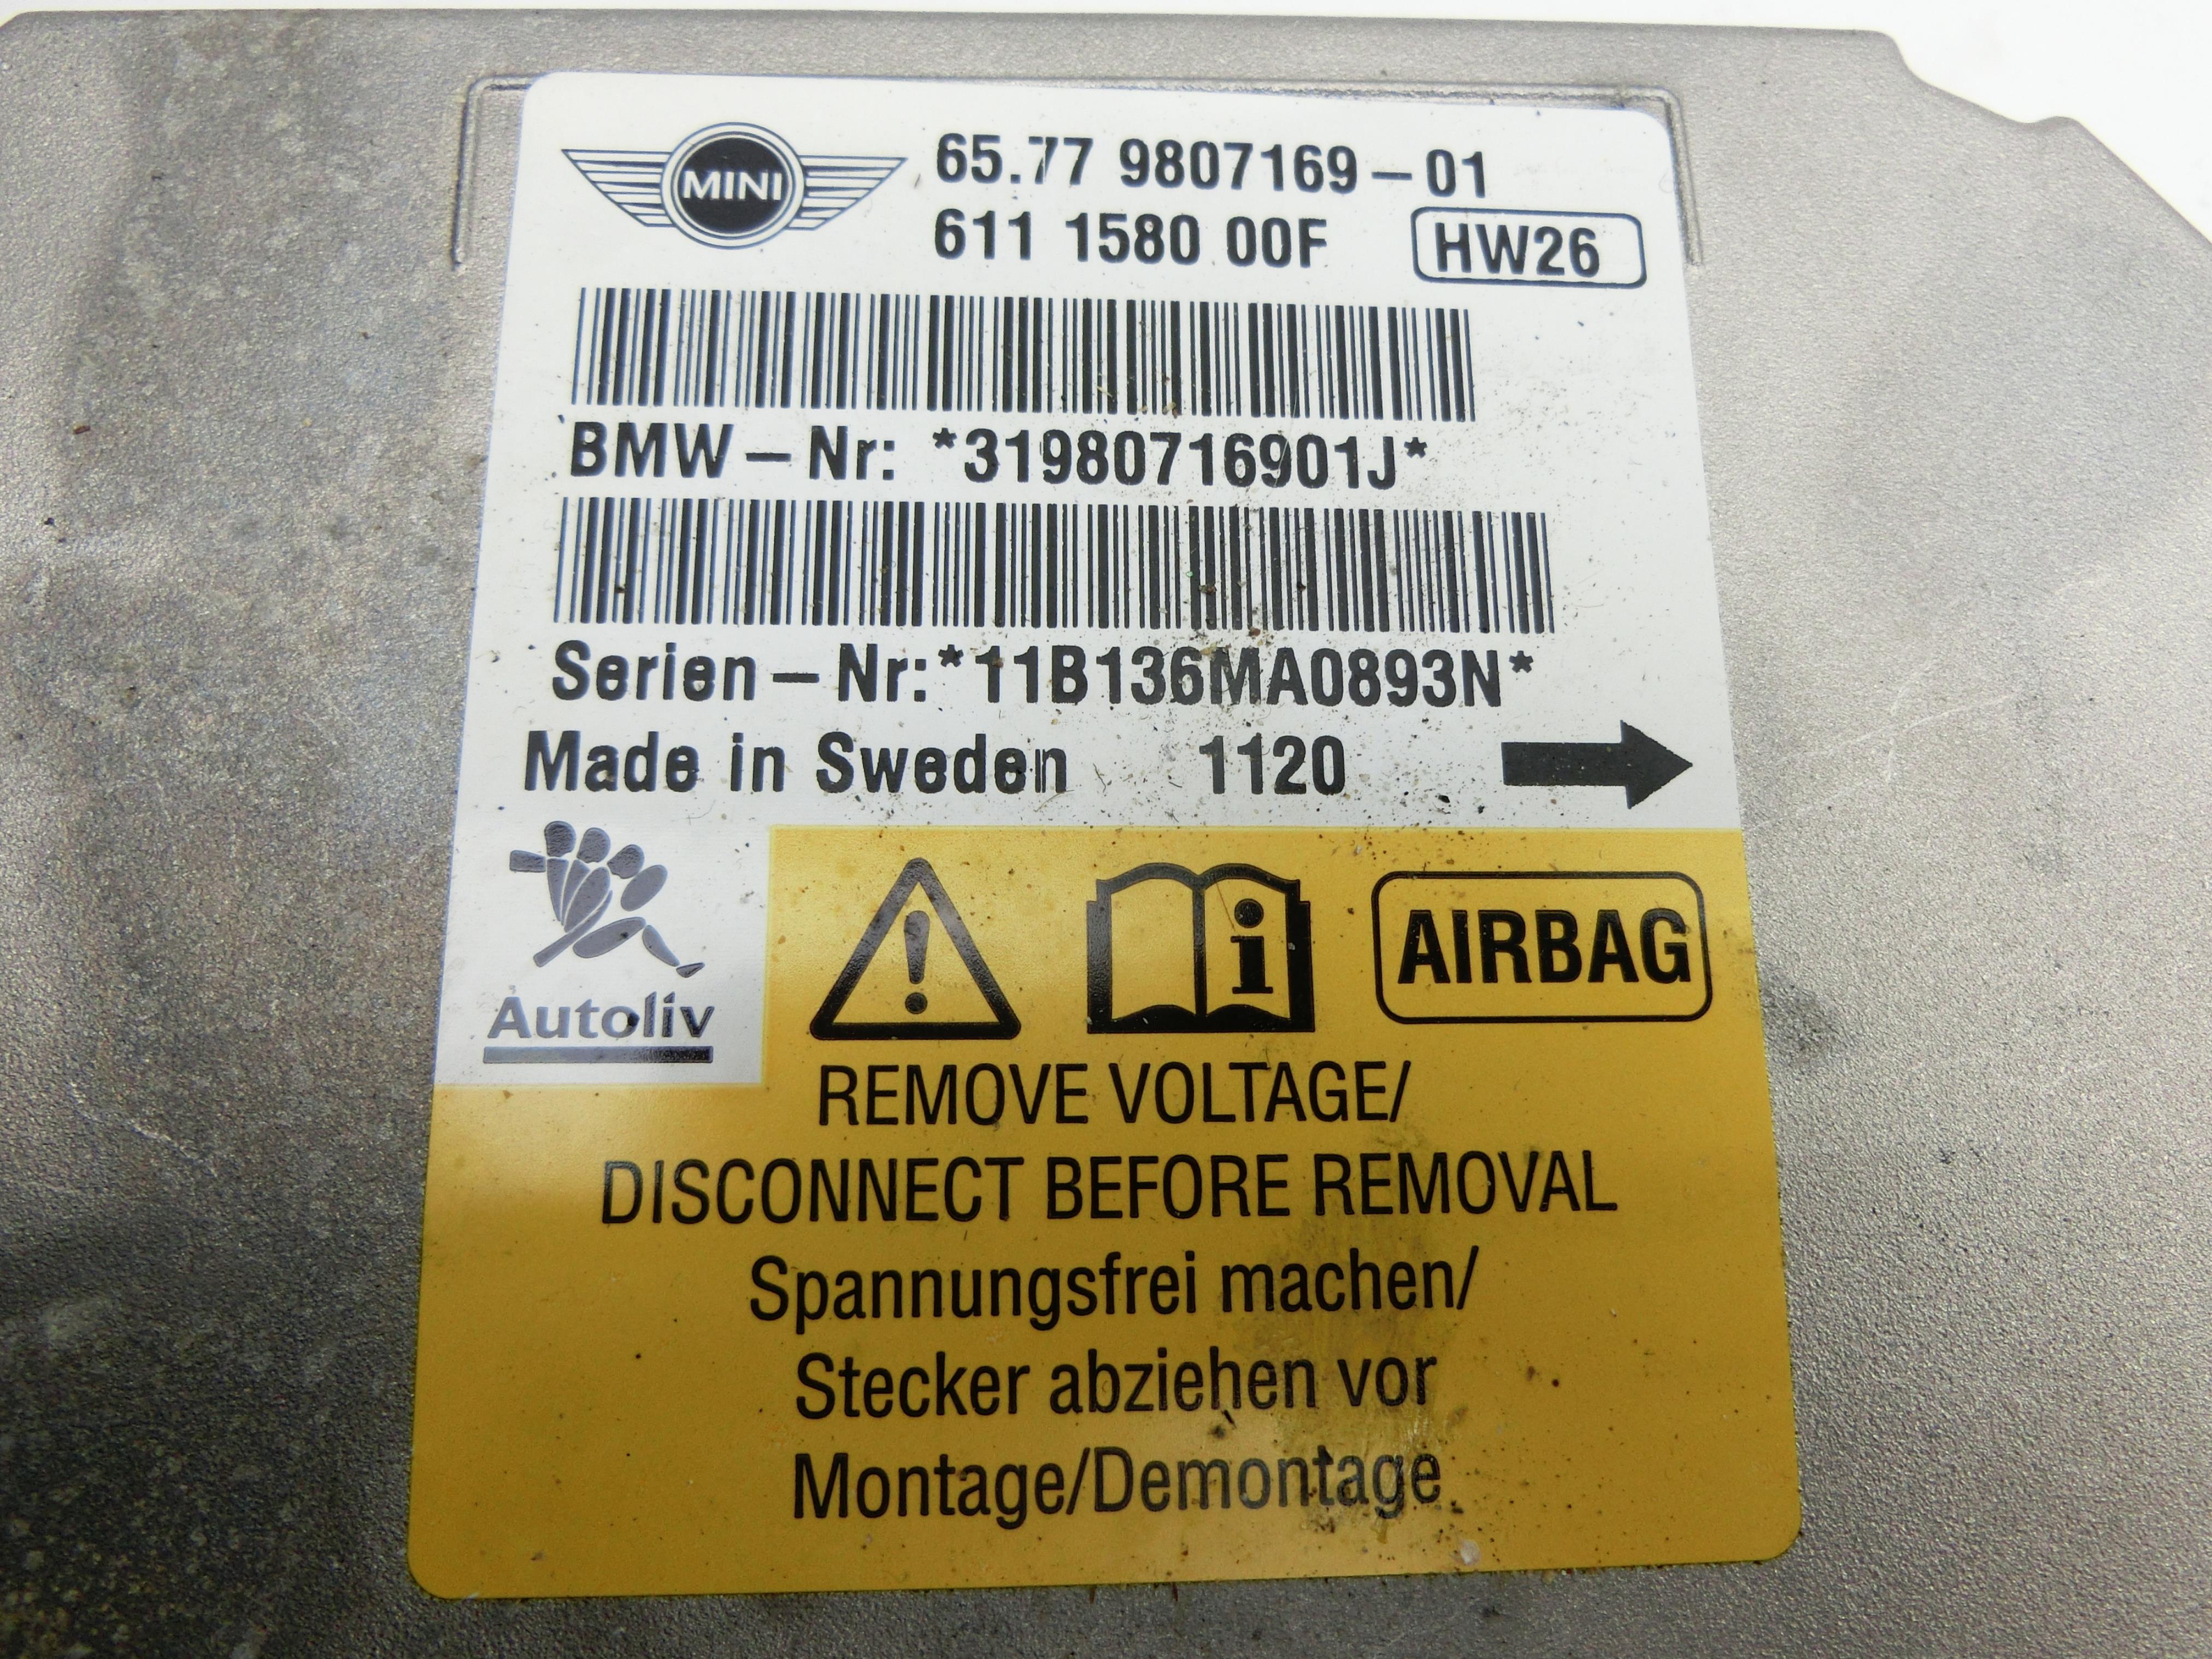 MINI
65.77 9807169-01
611 1580 00F HW26
BMW-Nr: *31980716901J*
Serien-Nr:*11B136MA0893N*
Made in Sweden 1120
Autoliv
AIRBAG
REMOVE VOLTAGE/
DISCONNECT BEFORE REMOVAL
Spannungsfrei machen/
Stecker abziehen vor
Montage/Demontage